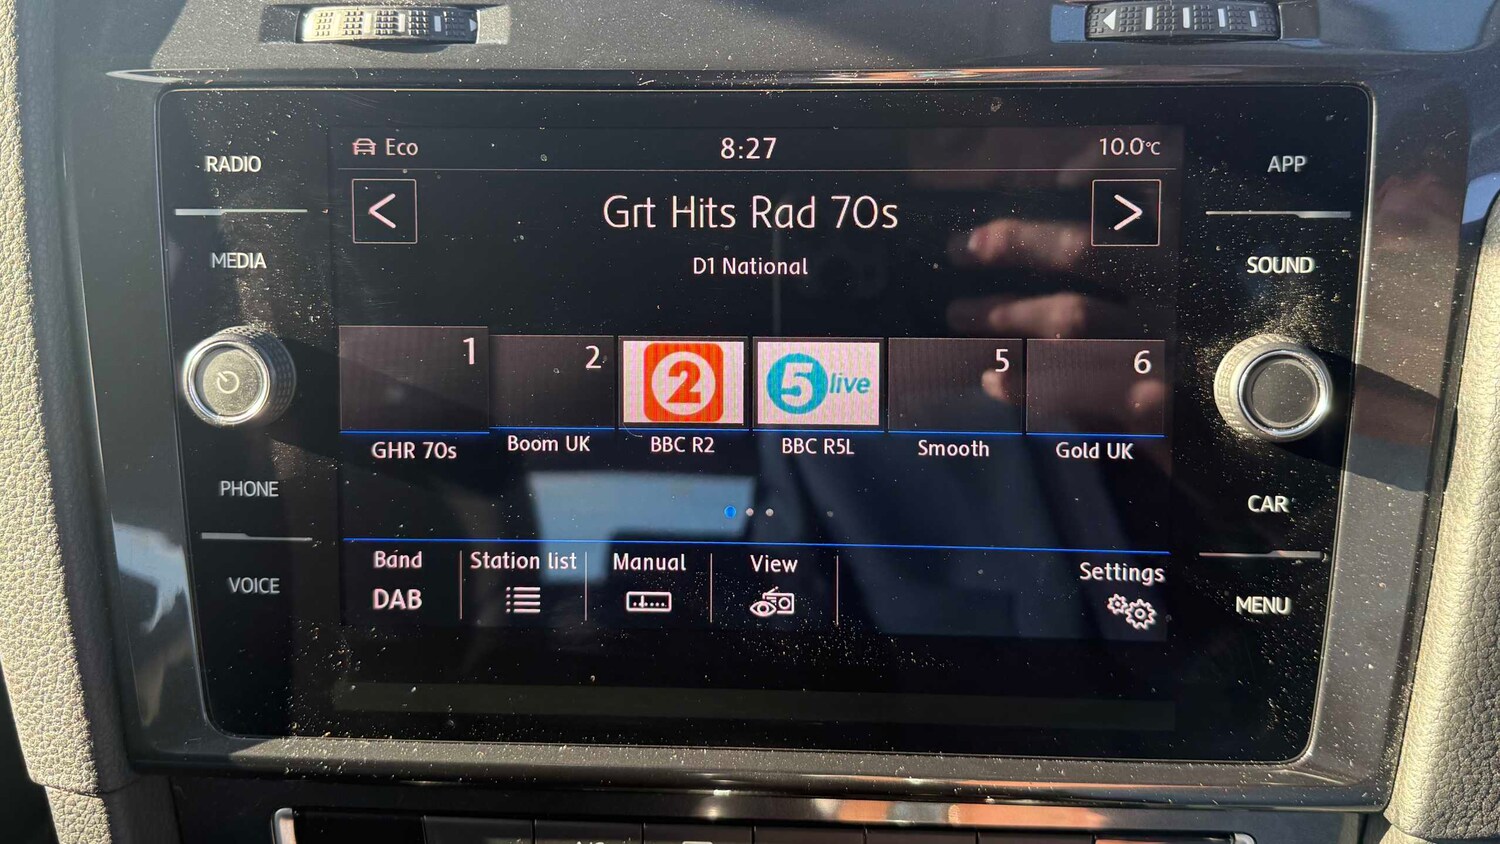 RADIO
MEDIA
PHONE
VOICE
Eco
8:27
10.0°C
<
Grt Hits Rad 70s
>
D1 National
1
2
2
5 live
5
6
GHR 70s
Boom UK
BBC R2
BBC R5L
Smooth
Gold UK
Band
DAB
Station list
Manual
View
Settings
APP
SOUND
CAR
MENU